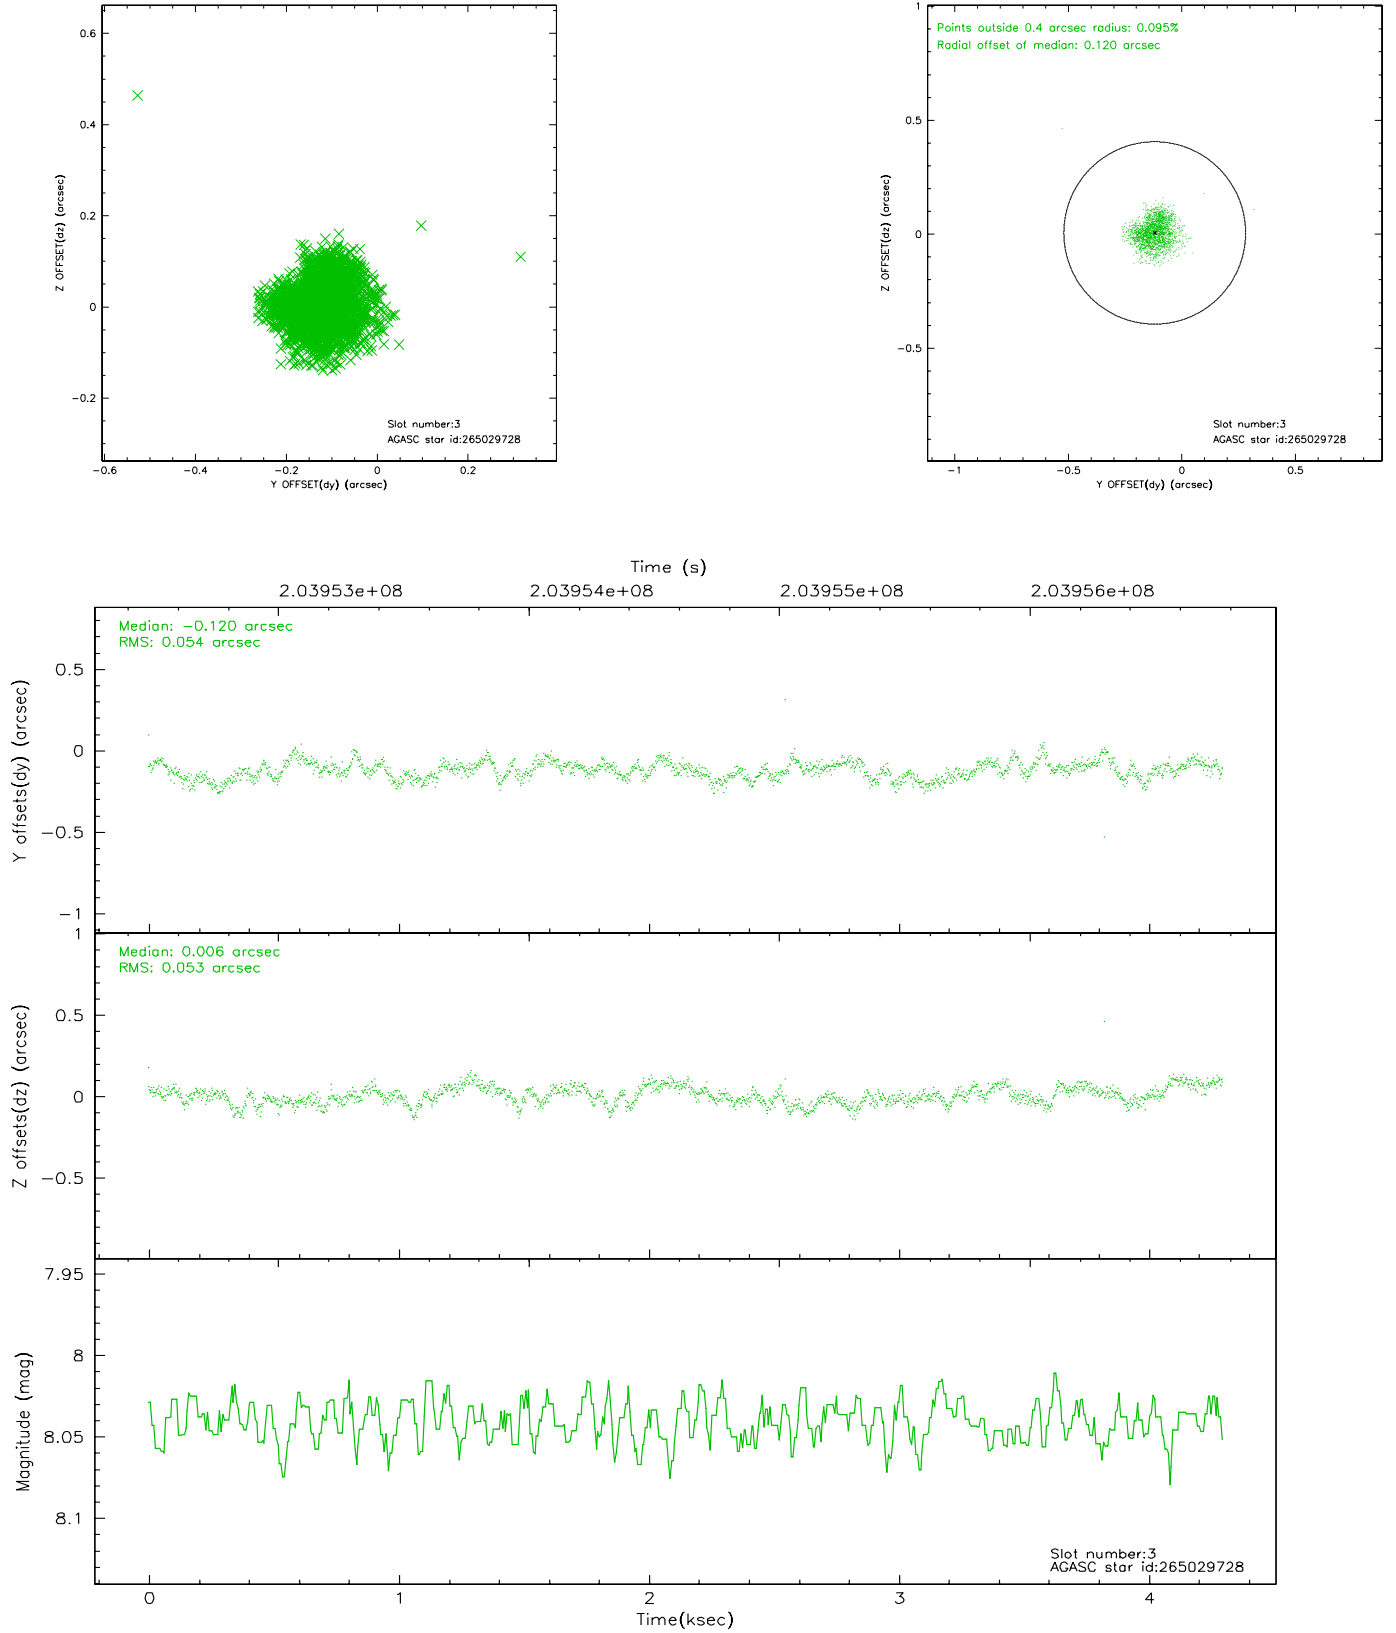 0.6
0.4
0.2
0
-0.2
Z OFFSET(dz) (arcsec)
Slot number:3
AGASC star id:265029728
-0.6 -0.4 -0.2 0 0.2
Y OFFSET(dy) (arcsec)
Points outside 0.4 arcsec radius: 0.095%
Radial offset of median: 0.120 arcsec
1
0.5
0
-0.5
Z OFFSET(dz) (arcsec)
Slot number:3
AGASC star id:265029728
-1 -0.5 0 0.5
Y OFFSET(dy) (arcsec)
Time (s)
2.03953e+08 2.03954e+08 2.03955e+08 2.03956e+08
Median: -0.120 arcsec
RMS: 0.054 arcsec
0.5
0
-0.5
-1
Y offsets(dy) (arcsec)
Median: 0.006 arcsec
RMS: 0.053 arcsec
1
0.5
0
-0.5
Z offsets(dz) (arcsec)
7.95
8
8.05
8.1
Magnitude (mag)
Slot number:3
AGASC star id:265029728
0 1 2 3 4
Time(ksec)